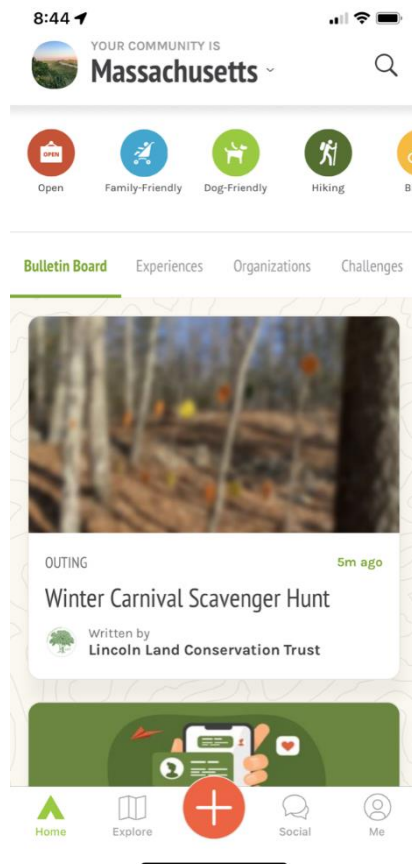 8:44
YOUR COMMUNITY IS
Massachusetts
OPEN
Open
Family-Friendly
Dog-Friendly
Hiking
B
Bulletin Board
Experiences
Organizations
Challenges
OUTING
5m ago
Winter Carnival Scavenger Hunt
Written by
Lincoln Land Conservation Trust
Home
Explore
Social
Me